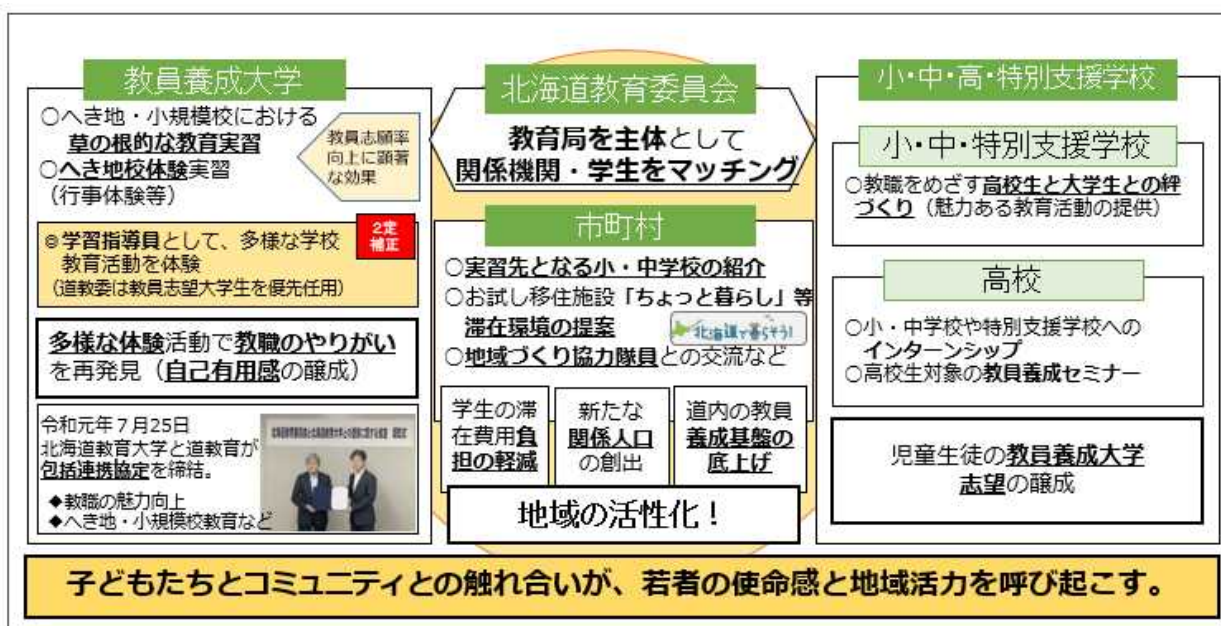 教員養成大学
○へき地・小規模校における
草の根的な教育実習
○へき地校体験実習
（行事体験等）
教員志願率
向上に顕著
な効果
2定
補正
◎学習指導員として、多様な学校
教育活動を体験
（道教委は教員志望大学生を優先任用）
多様な体験活動で教職のやりがい
を再発見（自己有用感の醸成）
令和元年７月25日
北海道教育大学と道教育が
包括連携協定を締結。
◆教職の魅力向上
◆へき地・小規模校教育など
北海道教育委員会
教育局を主体として
関係機関・学生をマッチング
市町村
○実習先となる小・中学校の紹介
○お試し移住施設「ちょっと暮らし」等
滞在環境の提案
北海道で暮らそう!
○地域づくり協力隊員との交流など
学生の滞
在費用負
担の軽減
新たな
関係人口
の創出
道内の教員
養成基盤の
底上げ
地域の活性化！
小・中・高・特別支援学校
小・中・特別支援学校
○教職をめざす高校生と大学生との絆
づくり（魅力ある教育活動の提供）
高校
○小・中学校や特別支援学校への
インターンシップ
○高校生対象の教員養成セミナー
児童生徒の教員養成大学
志望の醸成
子どもたちとコミュニティとの触れ合いが、若者の使命感と地域活力を呼び起こす。